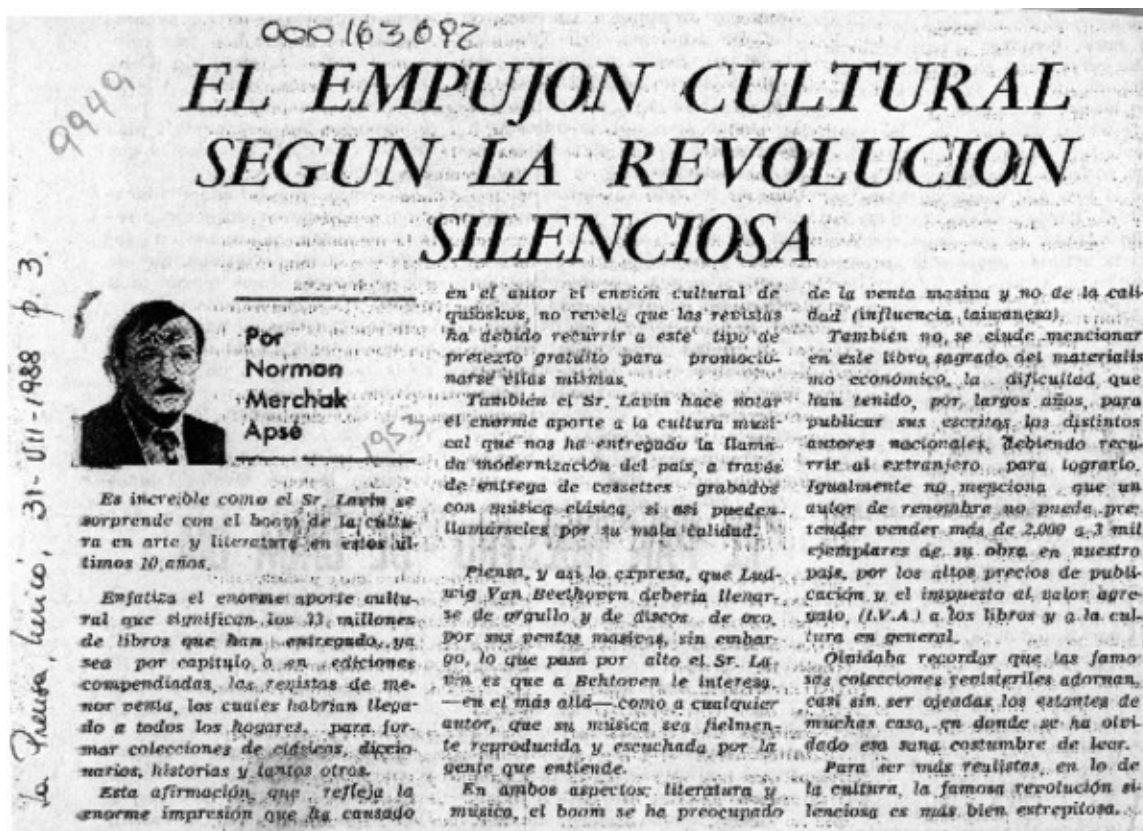 000163.692
9949
EL EMPUJON CULTURAL
SEGUN LA REVOLUCION
SILENCIOSA
La Prensa, Curicó, 31-VII-1988 p. 3.
Por
Norman
Merchak
Apsé
1953
Es increíble como el Sr. Lavín se
sorprende con el boom de la cultu-
ra en arte y literatura en estos úl-
timos 10 años.
Enfatiza el enorme aporte cultu-
ral que significan los 33 millones
de libros que han entregado, ya
sea por capítulo o en ediciones
compendiadas, las revistas de me-
nor venta, los cuales habrían llega-
do a todos los hogares, para for-
mar colecciones de clásicos, diccio-
narios, historias y tantos otros.
Esta afirmación, que refleja la
enorme impresión que ha causado
en el autor el envión cultural de
quioskos, no revela que las revistas
ha debido recurrir a este tipo de
pretexto gratuito para promocio-
narse ellas mismas.
También el Sr. Lavín hace notar
el enorme aporte a la cultura musi-
cal que nos ha entregado la llama-
da modernización del país, a través
de entrega de cassettes grabados
con música clásica, si así pueden
llamárseles por su mala calidad.
Piensa, y así lo expresa, que Lud-
wig Van Beethoven debería llenar-
se de orgullo y de discos de oro,
por sus ventas masivas, sin embar-
go, lo que pasa por alto el Sr. La-
vín es que a Behtoven le interesa
—en el más allá— como a cualquier
autor, que su música sea fielmen-
te reproducida y escuchada por la
gente que entiende.
En ambos aspectos, literatura y
música, el boom se ha preocupado
de la venta masiva y no de la cali-
dad (influencia taiwanesa).
También no, se elude mencionar
en este libro sagrado del materialis
mo económico, la dificultad que
han tenido, por largos años, para
publicar sus escritos los distintos
autores nacionales, debiendo recu-
rrir al extranjero para lograrlo.
Igualmente no menciona que un
autor de renombre no puede pre-
tender vender más de 2.000 a 3 mil
ejemplares de su obra en nuestro
país, por los altos precios de publi-
cación y el impuesto al valor agre-
gado, (I.V.A) a los libros y a la cul-
tura en general.
Olvidaba recordar que las famo-
sas colecciones revisteriles adornan,
casi sin ser ojeadas los estantes de
muchas casa, en donde se ha olvi-
dado esa sana costumbre de leer.
Para ser más realistas, en lo de
la cultura, la famosa revolución si-
lenciosa es más bien estrepitosa.